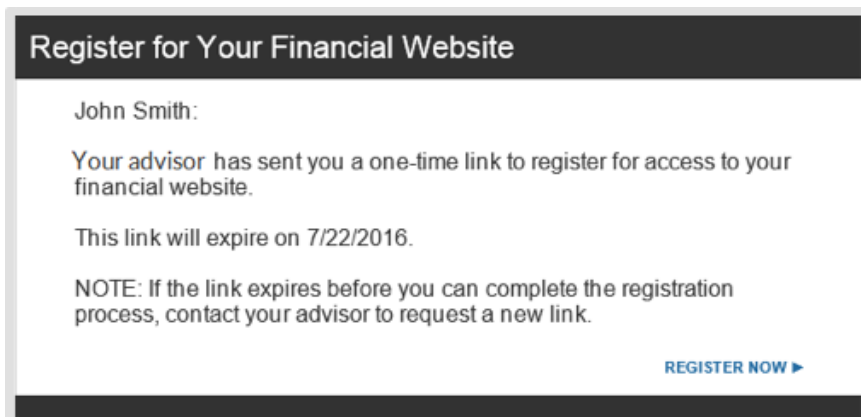 Register for Your Financial Website
John Smith:
Your advisor has sent you a one-time link to register for access to your
financial website.
This link will expire on 7/22/2016.
NOTE: If the link expires before you can complete the registration
process, contact your advisor to request a new link.
REGISTER NOW ►